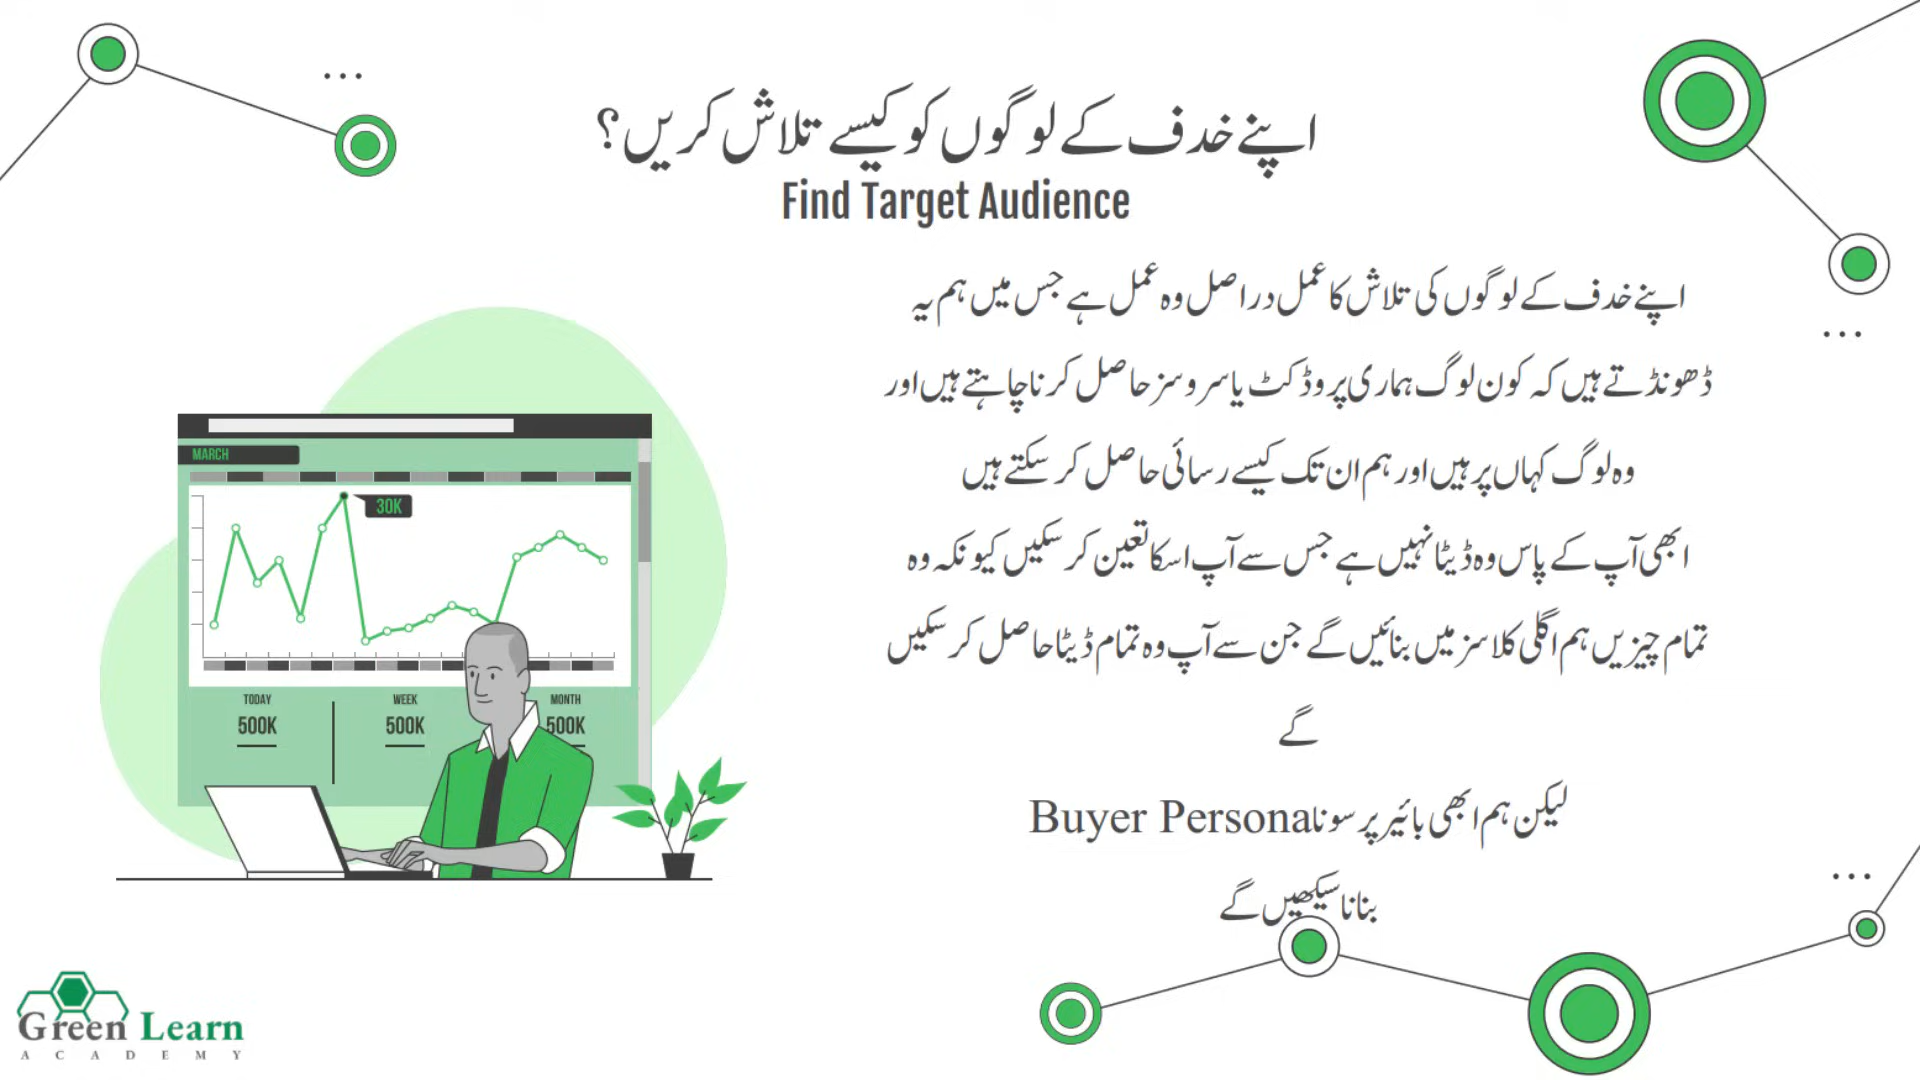 اپنے خدف کے لوگوں کو کیسے تلاش کریں؟
Find Target Audience
اپنے خدف کے لوگوں کی تلاش کا عمل دراصل وہ عمل ہے جس میں ہم یہ
ڈھونڈتے ہیں کہ کون لوگ ہماری پروڈکٹ یا سروسز حاصل کرنا چاہتے ہیں اور
وہ لوگ کہاں پر ہیں اور ہم ان تک کیسے رسائی حاصل کر سکتے ہیں
ابھی آپ کے پاس وہ ڈیٹا نہیں ہے جس سے آپ اسکا تعین کر سکیں کیونکہ وہ
تمام چیزیں ہم اگلی کلاسز میں بنائیں گے جن سے آپ وہ تمام ڈیٹا حاصل کر سکیں
گے
لیکن ہم ابھی بائیر پر سونا Buyer Persona
بنانا سیکھیں گے
MARCH
30K
TODAY
500K
WEEK
500K
MONTH
500K
Green Learn
ACADEMY